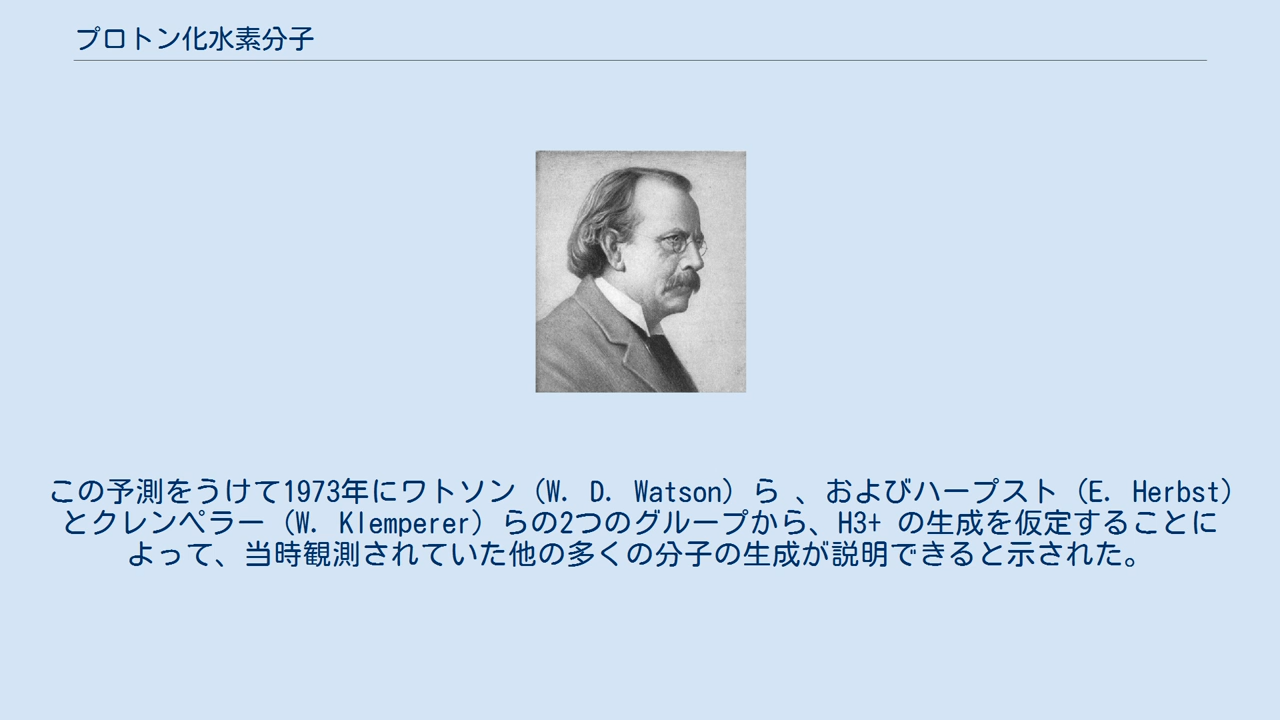 プロトン化水素分子
この予測をうけて1973年にワトソン（W. D. Watson）ら 、およびハープスト（E. Herbst）
とクレンペラー（W. Klemperer）らの2つのグループから、H3+ の生成を仮定することに
よって、当時観測されていた他の多くの分子の生成が説明できると示された。